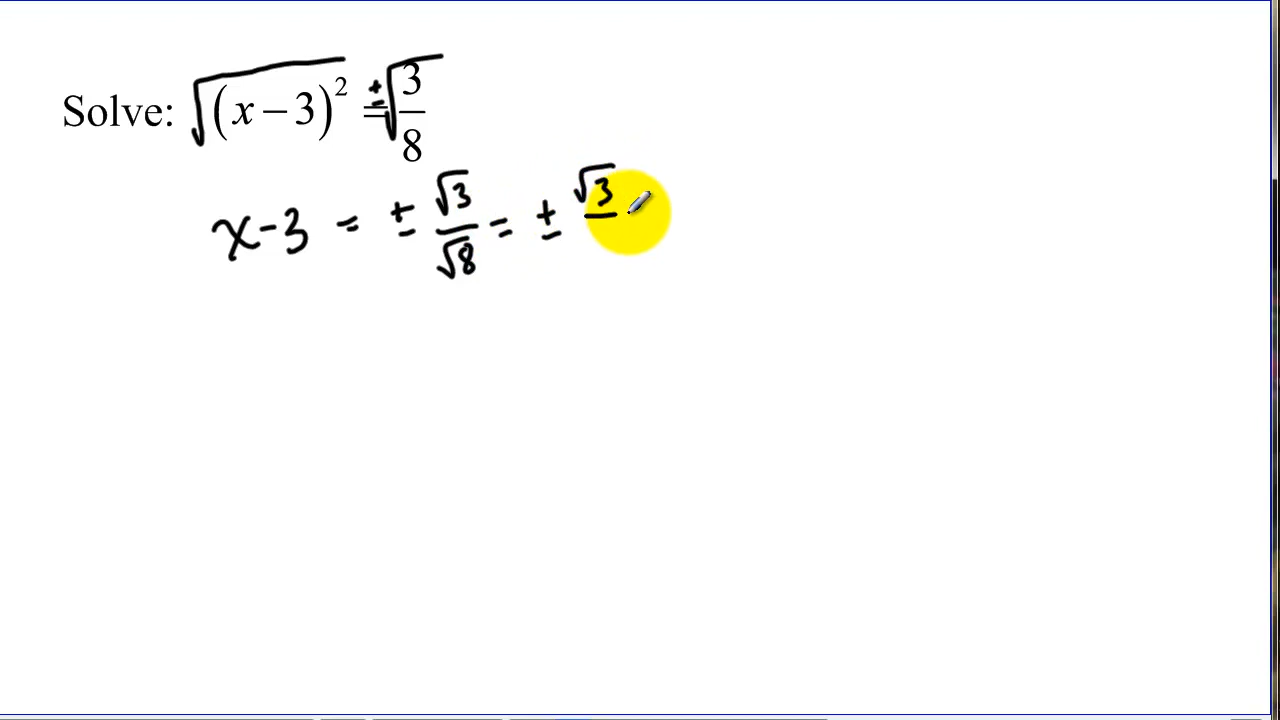 Solve: √(x − 3)² = ±√3/8
x - 3 = ± √3/√8 = ± √3